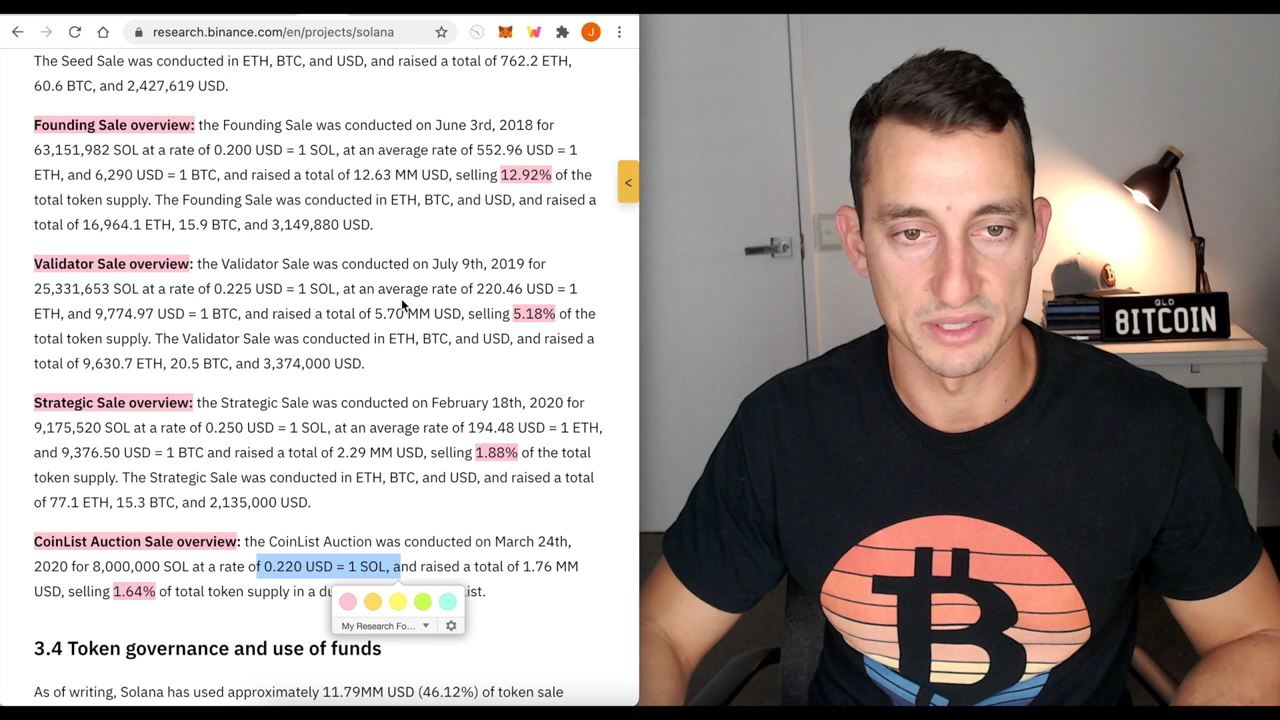 research.binance.com/en/projects/solana
J
The Seed Sale was conducted in ETH, BTC, and USD, and raised a total of 762.2 ETH,
60.6 BTC, and 2,427,619 USD.
Founding Sale overview: the Founding Sale was conducted on June 3rd, 2018 for
63,151,982 SOL at a rate of 0.200 USD = 1 SOL, at an average rate of 552.96 USD = 1
ETH, and 6,290 USD = 1 BTC, and raised a total of 12.63 MM USD, selling 12.92% of the
total token supply. The Founding Sale was conducted in ETH, BTC, and USD, and raised a
total of 16,964.1 ETH, 15.9 BTC, and 3,149,880 USD.
Validator Sale overview: the Validator Sale was conducted on July 9th, 2019 for
25,331,653 SOL at a rate of 0.225 USD = 1 SOL, at an average rate of 220.46 USD = 1
ETH, and 9,774.97 USD = 1 BTC, and raised a total of 5.70 MM USD, selling 5.18% of the
total token supply. The Validator Sale was conducted in ETH, BTC, and USD, and raised a
total of 9,630.7 ETH, 20.5 BTC, and 3,374,000 USD.
Strategic Sale overview: the Strategic Sale was conducted on February 18th, 2020 for
9,175,520 SOL at a rate of 0.250 USD = 1 SOL, at an average rate of 194.48 USD = 1 ETH,
and 9,376.50 USD = 1 BTC and raised a total of 2.29 MM USD, selling 1.88% of the total
token supply. The Strategic Sale was conducted in ETH, BTC, and USD, and raised a total
of 77.1 ETH, 15.3 BTC, and 2,135,000 USD.
CoinList Auction Sale overview: the CoinList Auction was conducted on March 24th,
2020 for 8,000,000 SOL at a rate of 0.220 USD = 1 SOL, and raised a total of 1.76 MM
USD, selling 1.64% of total token supply in a du
My Research Fo...
3.4 Token governance and use of funds
As of writing, Solana has used approximately 11.79MM USD (46.12%) of token sale
QLD
8ITCOIN